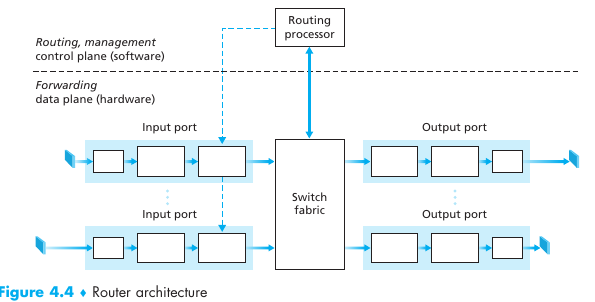 Routing
processor
Routing, management
control plane (software)
Forwarding
data plane (hardware)
Input port
Output port
Switch
fabric
Input port
Output port
Figure 4.4 ♦ Router architecture